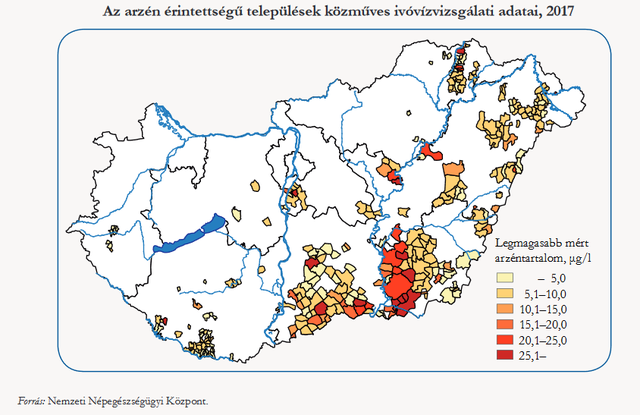 Az arzén érintettségű települések közműves ivóvízvizsgálati adatai, 2017
Legmagasabb mért
arzéntartalom, µg/l
– 5,0
5,1–10,0
10,1–15,0
15,1–20,0
20,1–25,0
25,1–
Forrás: Nemzeti Népegészségügyi Központ.